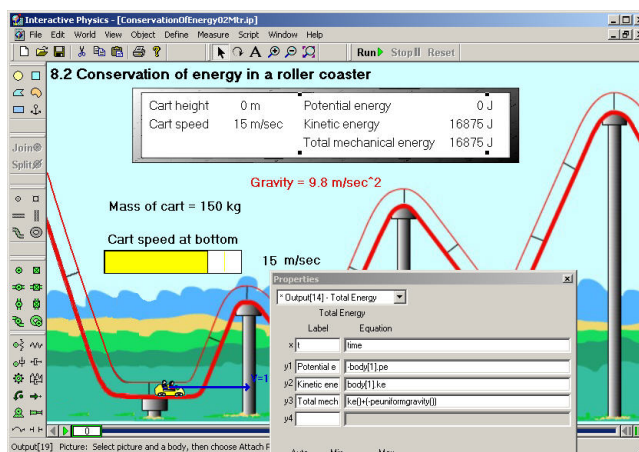 Interactive Physics - [ConservationOfEnergy02Mtr.ip]
File Edit World View Object Define Measure Script Window Help
Run Stop Reset
8.2 Conservation of energy in a roller coaster
Cart height 0 m Potential energy 0 J
Cart speed 15 m/sec Kinetic energy 16875 J
Total mechanical energy 16875 J
Join
Split
Gravity = 9.8 m/sec^2
Mass of cart = 150 kg
Cart speed at bottom
15 m/sec
Properties
* Output[14] - Total Energy
Total Energy
Label Equation
x t time
y1 Potential e -body[1].pe
y2 Kinetic ene body[1].ke
y3 Total mech ke()+(-peuniformgravity())
y4
V=1
0
Auto Min Max
Output[19] Picture: Select picture and a body, then choose Attach P